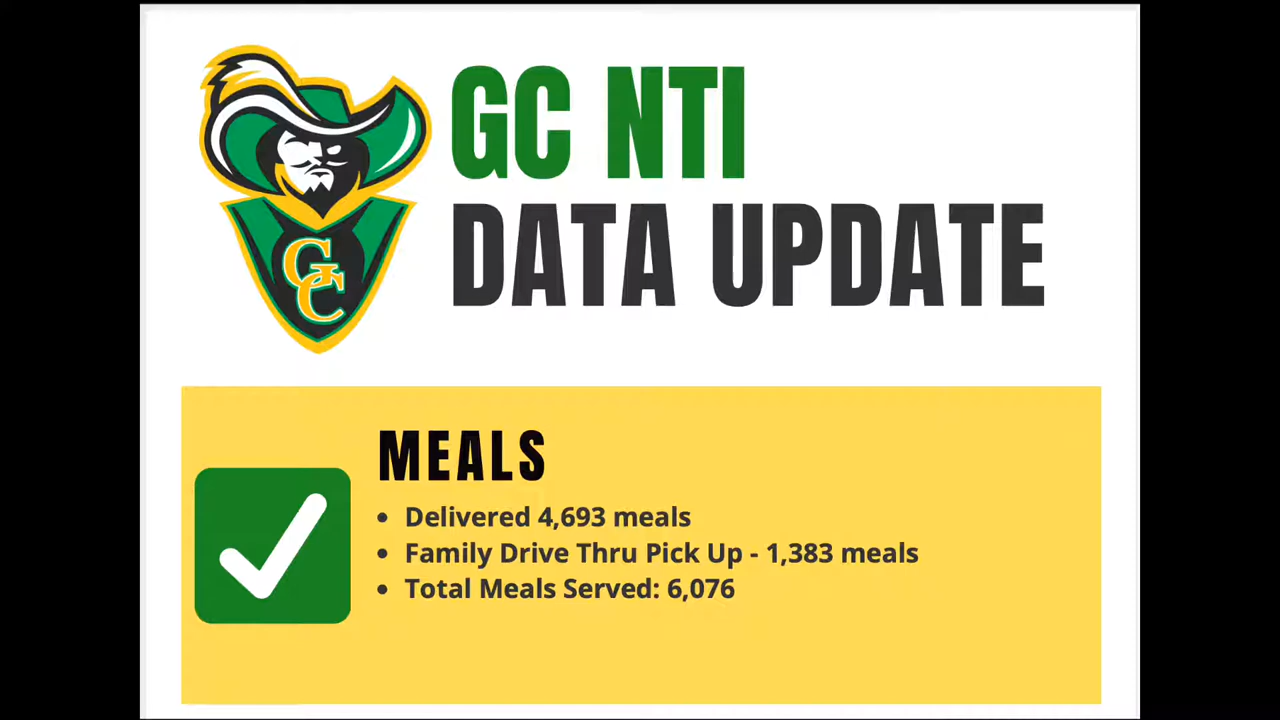 GC NTI
DATA UPDATE
GC
MEALS
• Delivered 4,693 meals
• Family Drive Thru Pick Up - 1,383 meals
• Total Meals Served: 6,076